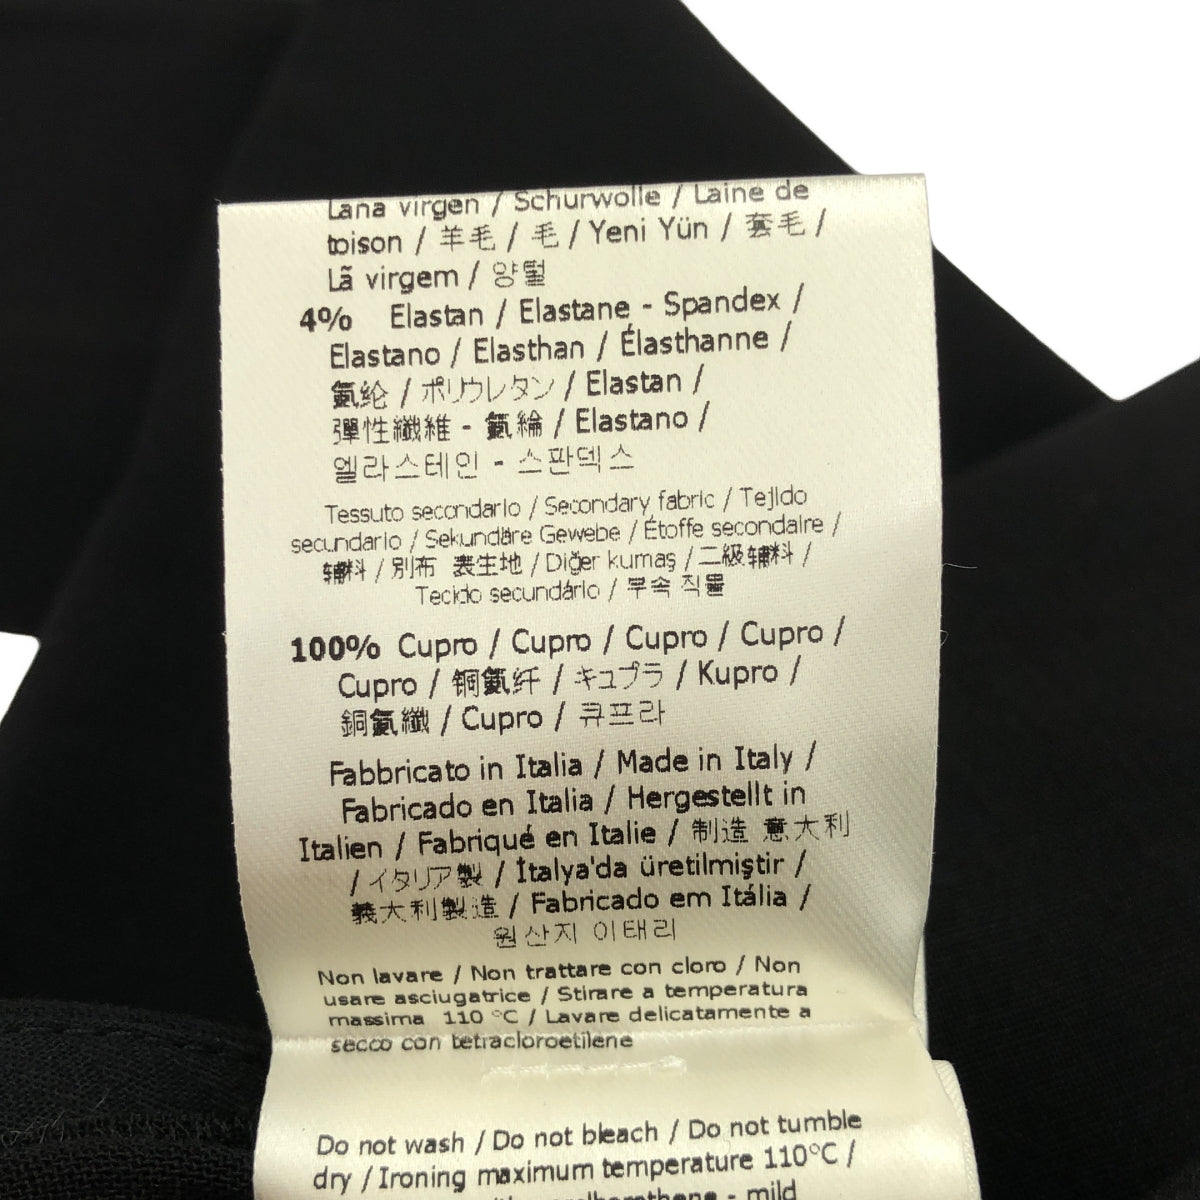 Lana virgen / Schurwolle / Laine de
toison / 羊毛 / 毛 / Yeni Yün / 套毛 /
Lã virgem / 양털
4% Elastan / Elastane - Spandex /
Elastano / Elasthan / Élasthanne /
氨纶 / ポリウレタン / Elastan /
彈性纖維 - 氨綸 / Elastano /
엘라스테인 - 스판덱스
Tessuto secondario / Secondary fabric / Tejido
secundario / Sekundäre Gewebe / Étoffe secondaire /
辅料 / 別布 表生地 / Diğer kumaş / 二級辅料 /
Tecido secundário / 부속 직물
100% Cupro / Cupro / Cupro / Cupro /
Cupro / 铜氨纤 / キュプラ / Kupro /
銅氨纖 / Cupro / 큐프라
Fabbricato in Italia / Made in Italy /
Fabricado en Italia / Hergestellt in
Italien / Fabriqué en Italie / 制造 意大利
/ イタリア製 / İtalya'da üretilmiştir /
義大利製造 / Fabricado em Itália /
원산지 이태리
Non lavare / Non trattare con cloro / Non
usare asciugatrice / Stirare a temperatura
massima 110 °C / Lavare delicatamente a
secco con tetracloroetilene
Do not wash / Do not bleach / Do not tumble
dry / Ironing maximum temperature 110°C /
- mild